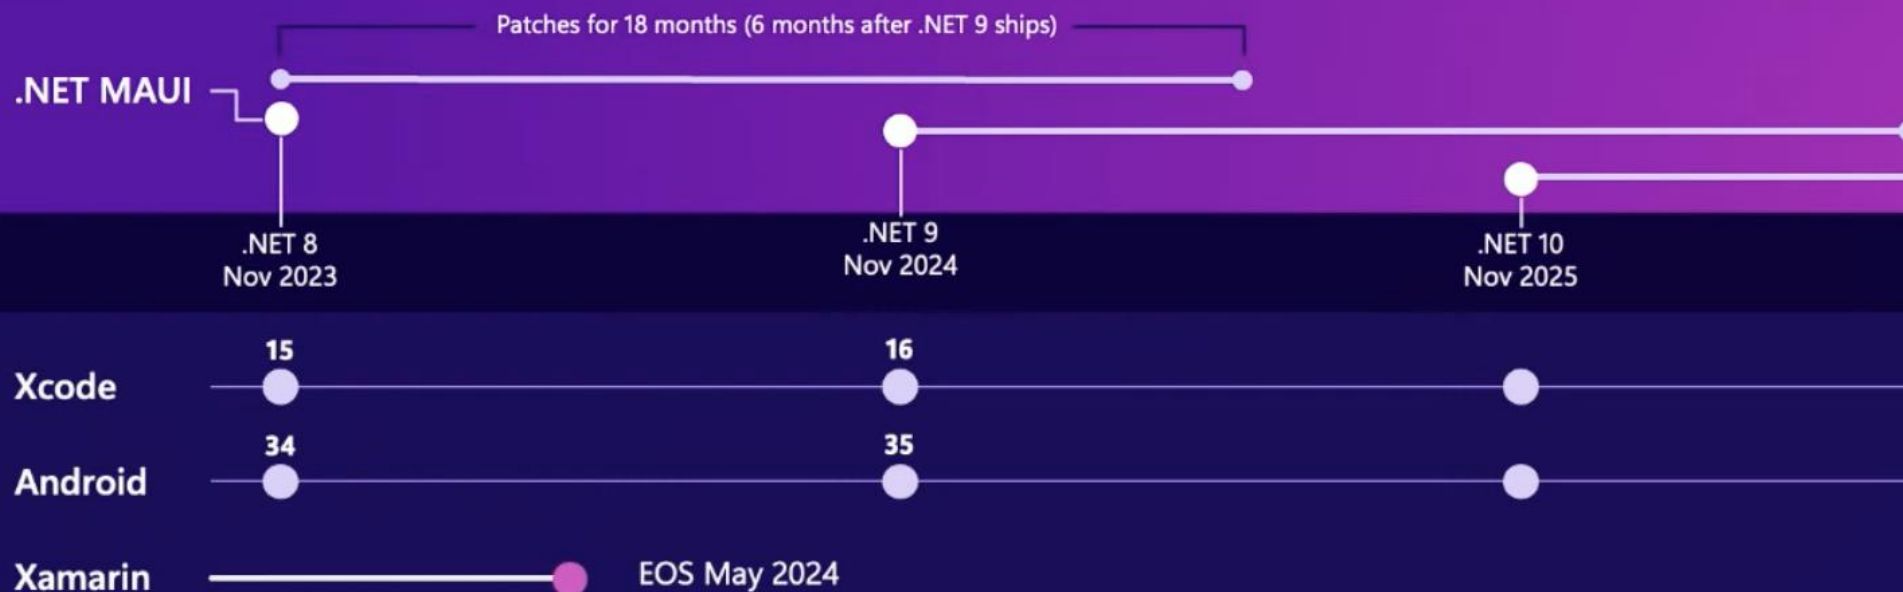 Patches for 18 months (6 months after .NET 9 ships)
.NET MAUI
.NET 8
Nov 2023
.NET 9
Nov 2024
.NET 10
Nov 2025
15
16
Xcode
34
35
Android
Xamarin
EOS May 2024